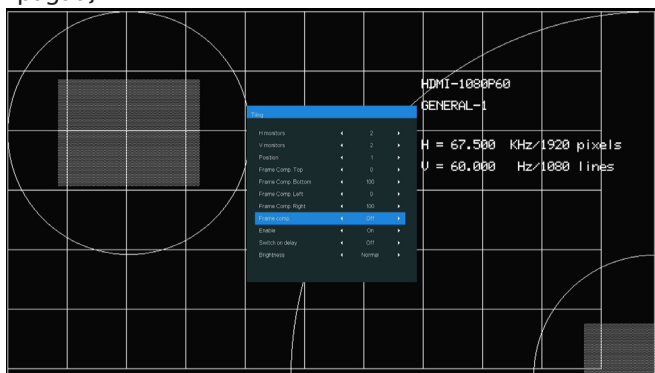 HDMI-1080P60
GENERAL-1
H = 67.500 KHz/1920 pixels
V = 60.000 Hz/1080 lines
Tiling
H monitors 2
V monitors 2
Position 1
Frame Comp. Top 0
Frame Comp. Bottom 100
Frame Comp. Left 0
Frame Comp. Right 100
Frame comp. Off
Enable On
Switch on delay Off
Brightness Normal